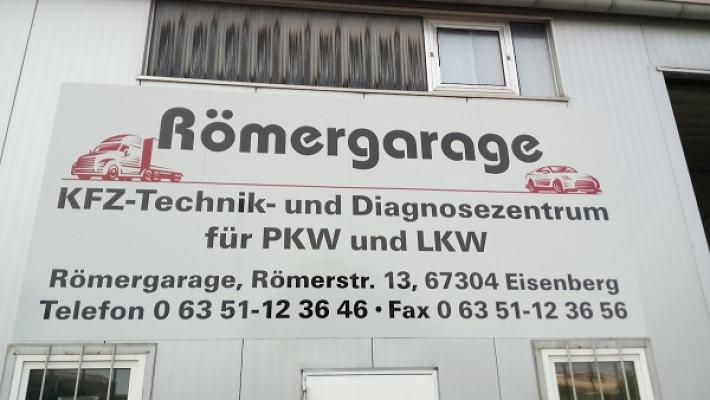 Römergarage
KFZ-Technik- und Diagnosezentrum
für PKW und LKW
Römergarage, Römerstr. 13, 67304 Eisenberg
Telefon 0 63 51-12 36 46 · Fax 0 63 51-12 36 56